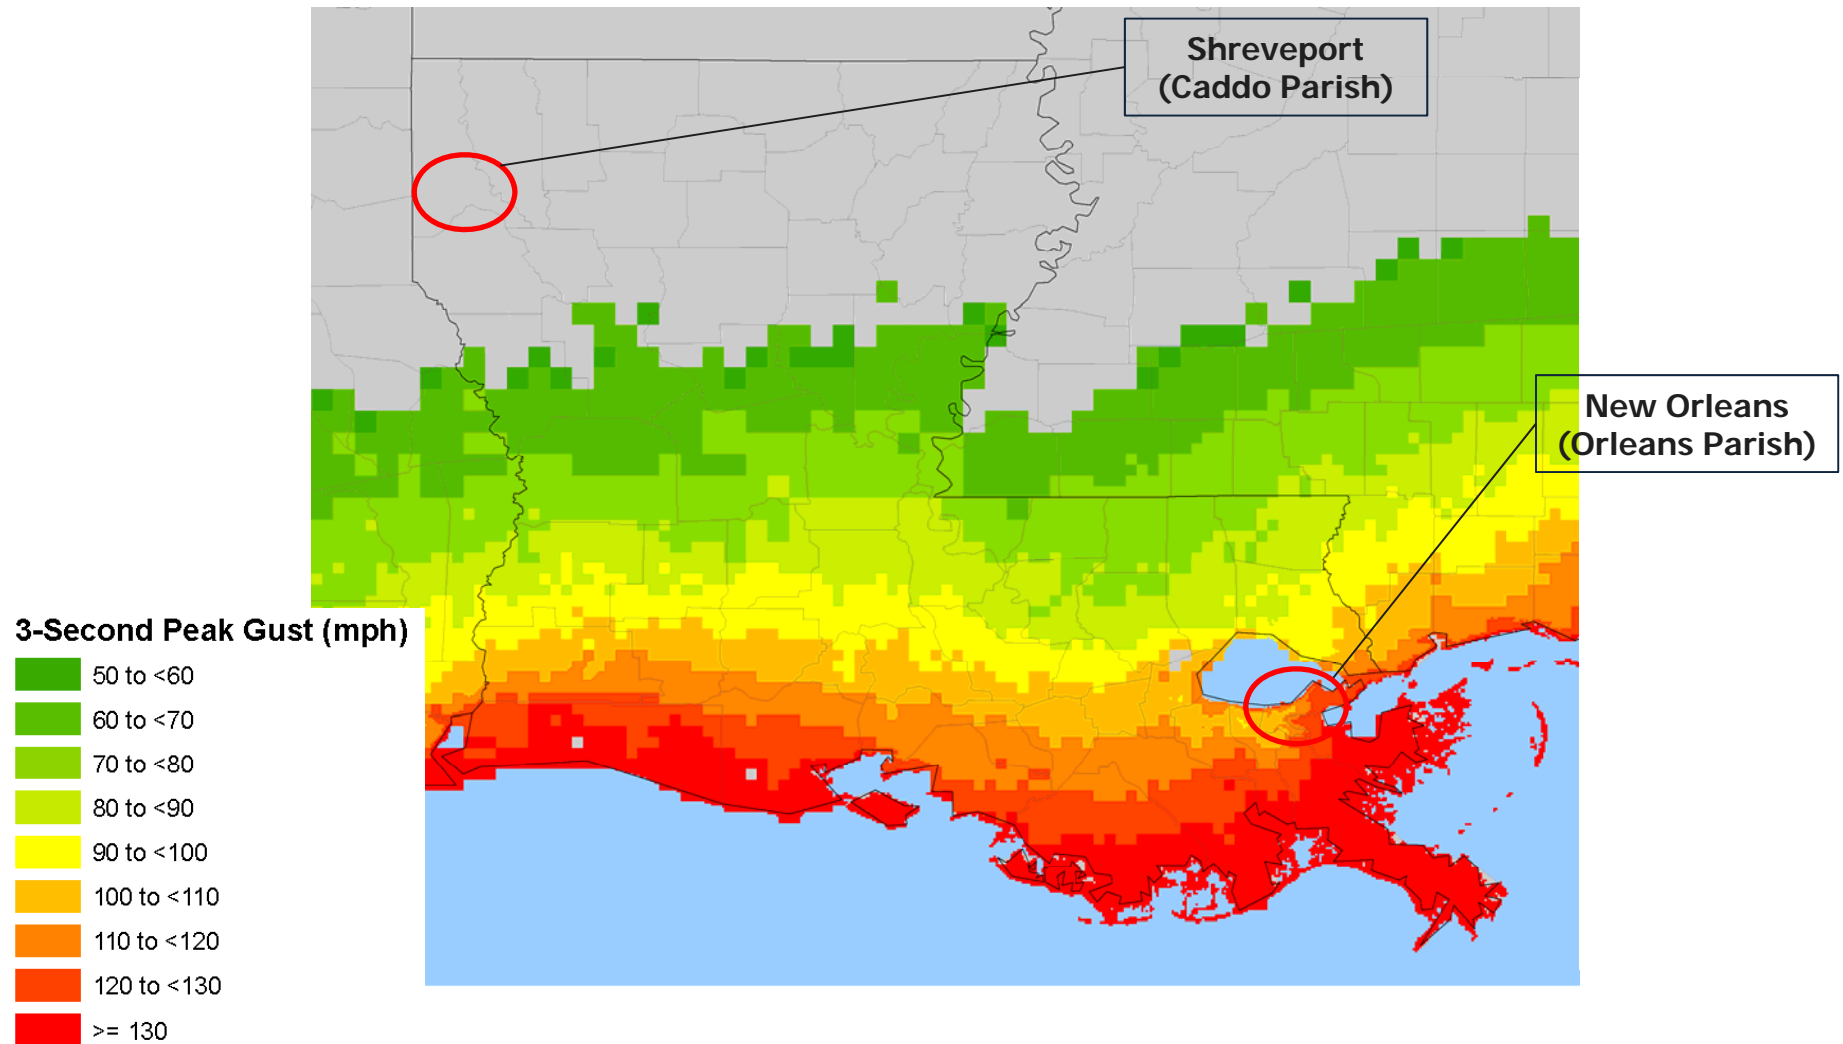 Shreveport
(Caddo Parish)
New Orleans
(Orleans Parish)
3-Second Peak Gust (mph)
50 to <60
60 to <70
70 to <80
80 to <90
90 to <100
100 to <110
110 to <120
120 to <130
>= 130